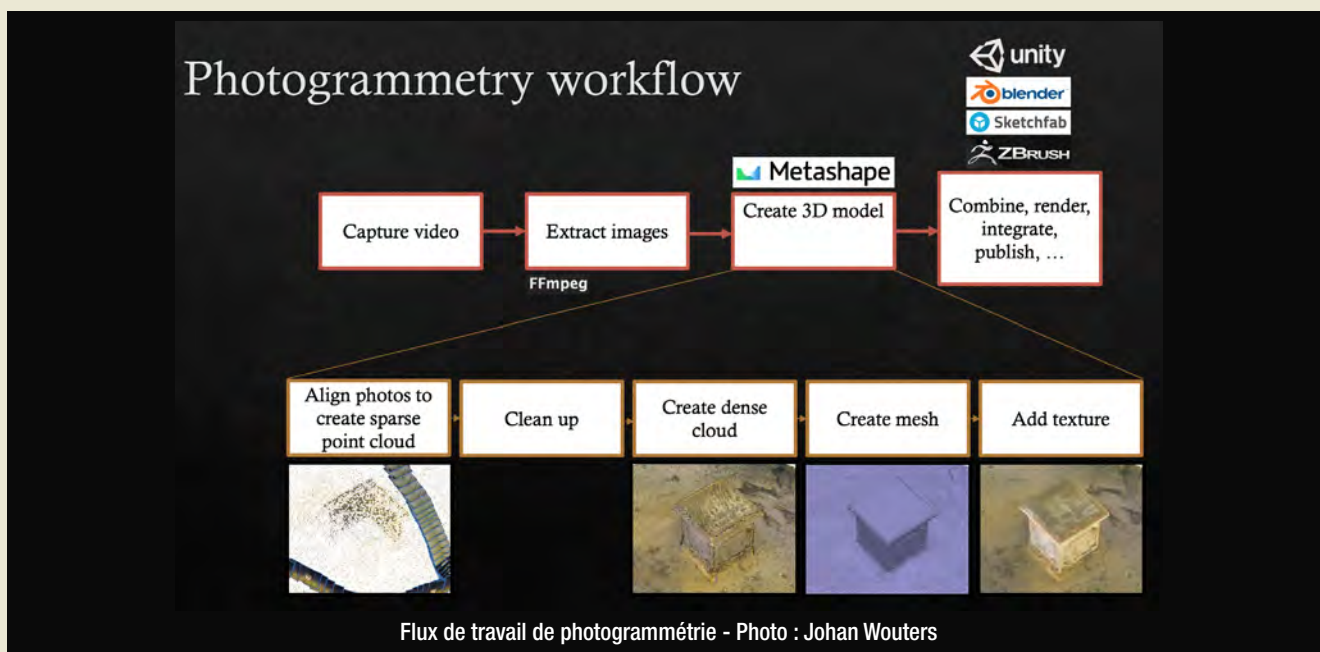 Photogrammetry workflow
unity
blender
Sketchfab
ZBRUSH
Metashape
Capture video
Extract images
Create 3D model
Combine, render,
integrate,
publish, …
FFmpeg
Align photos to
create sparse
point cloud
Clean up
Create dense
cloud
Create mesh
Add texture
Flux de travail de photogrammétrie - Photo : Johan Wouters